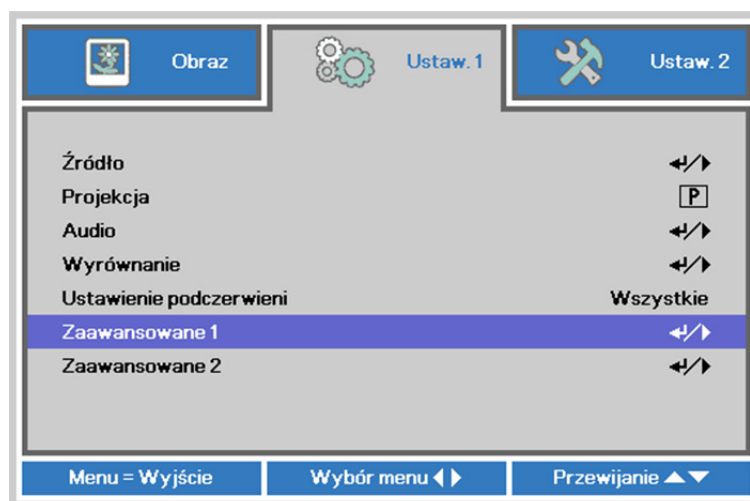 Obraz
Ustaw. 1
Ustaw. 2
Źródło
Projekcja P
Audio
Wyrównanie
Ustawienie podczerwieni Wszystkie
Zaawansowane 1
Zaawansowane 2
Menu = Wyjście
Wybór menu
Przewijanie